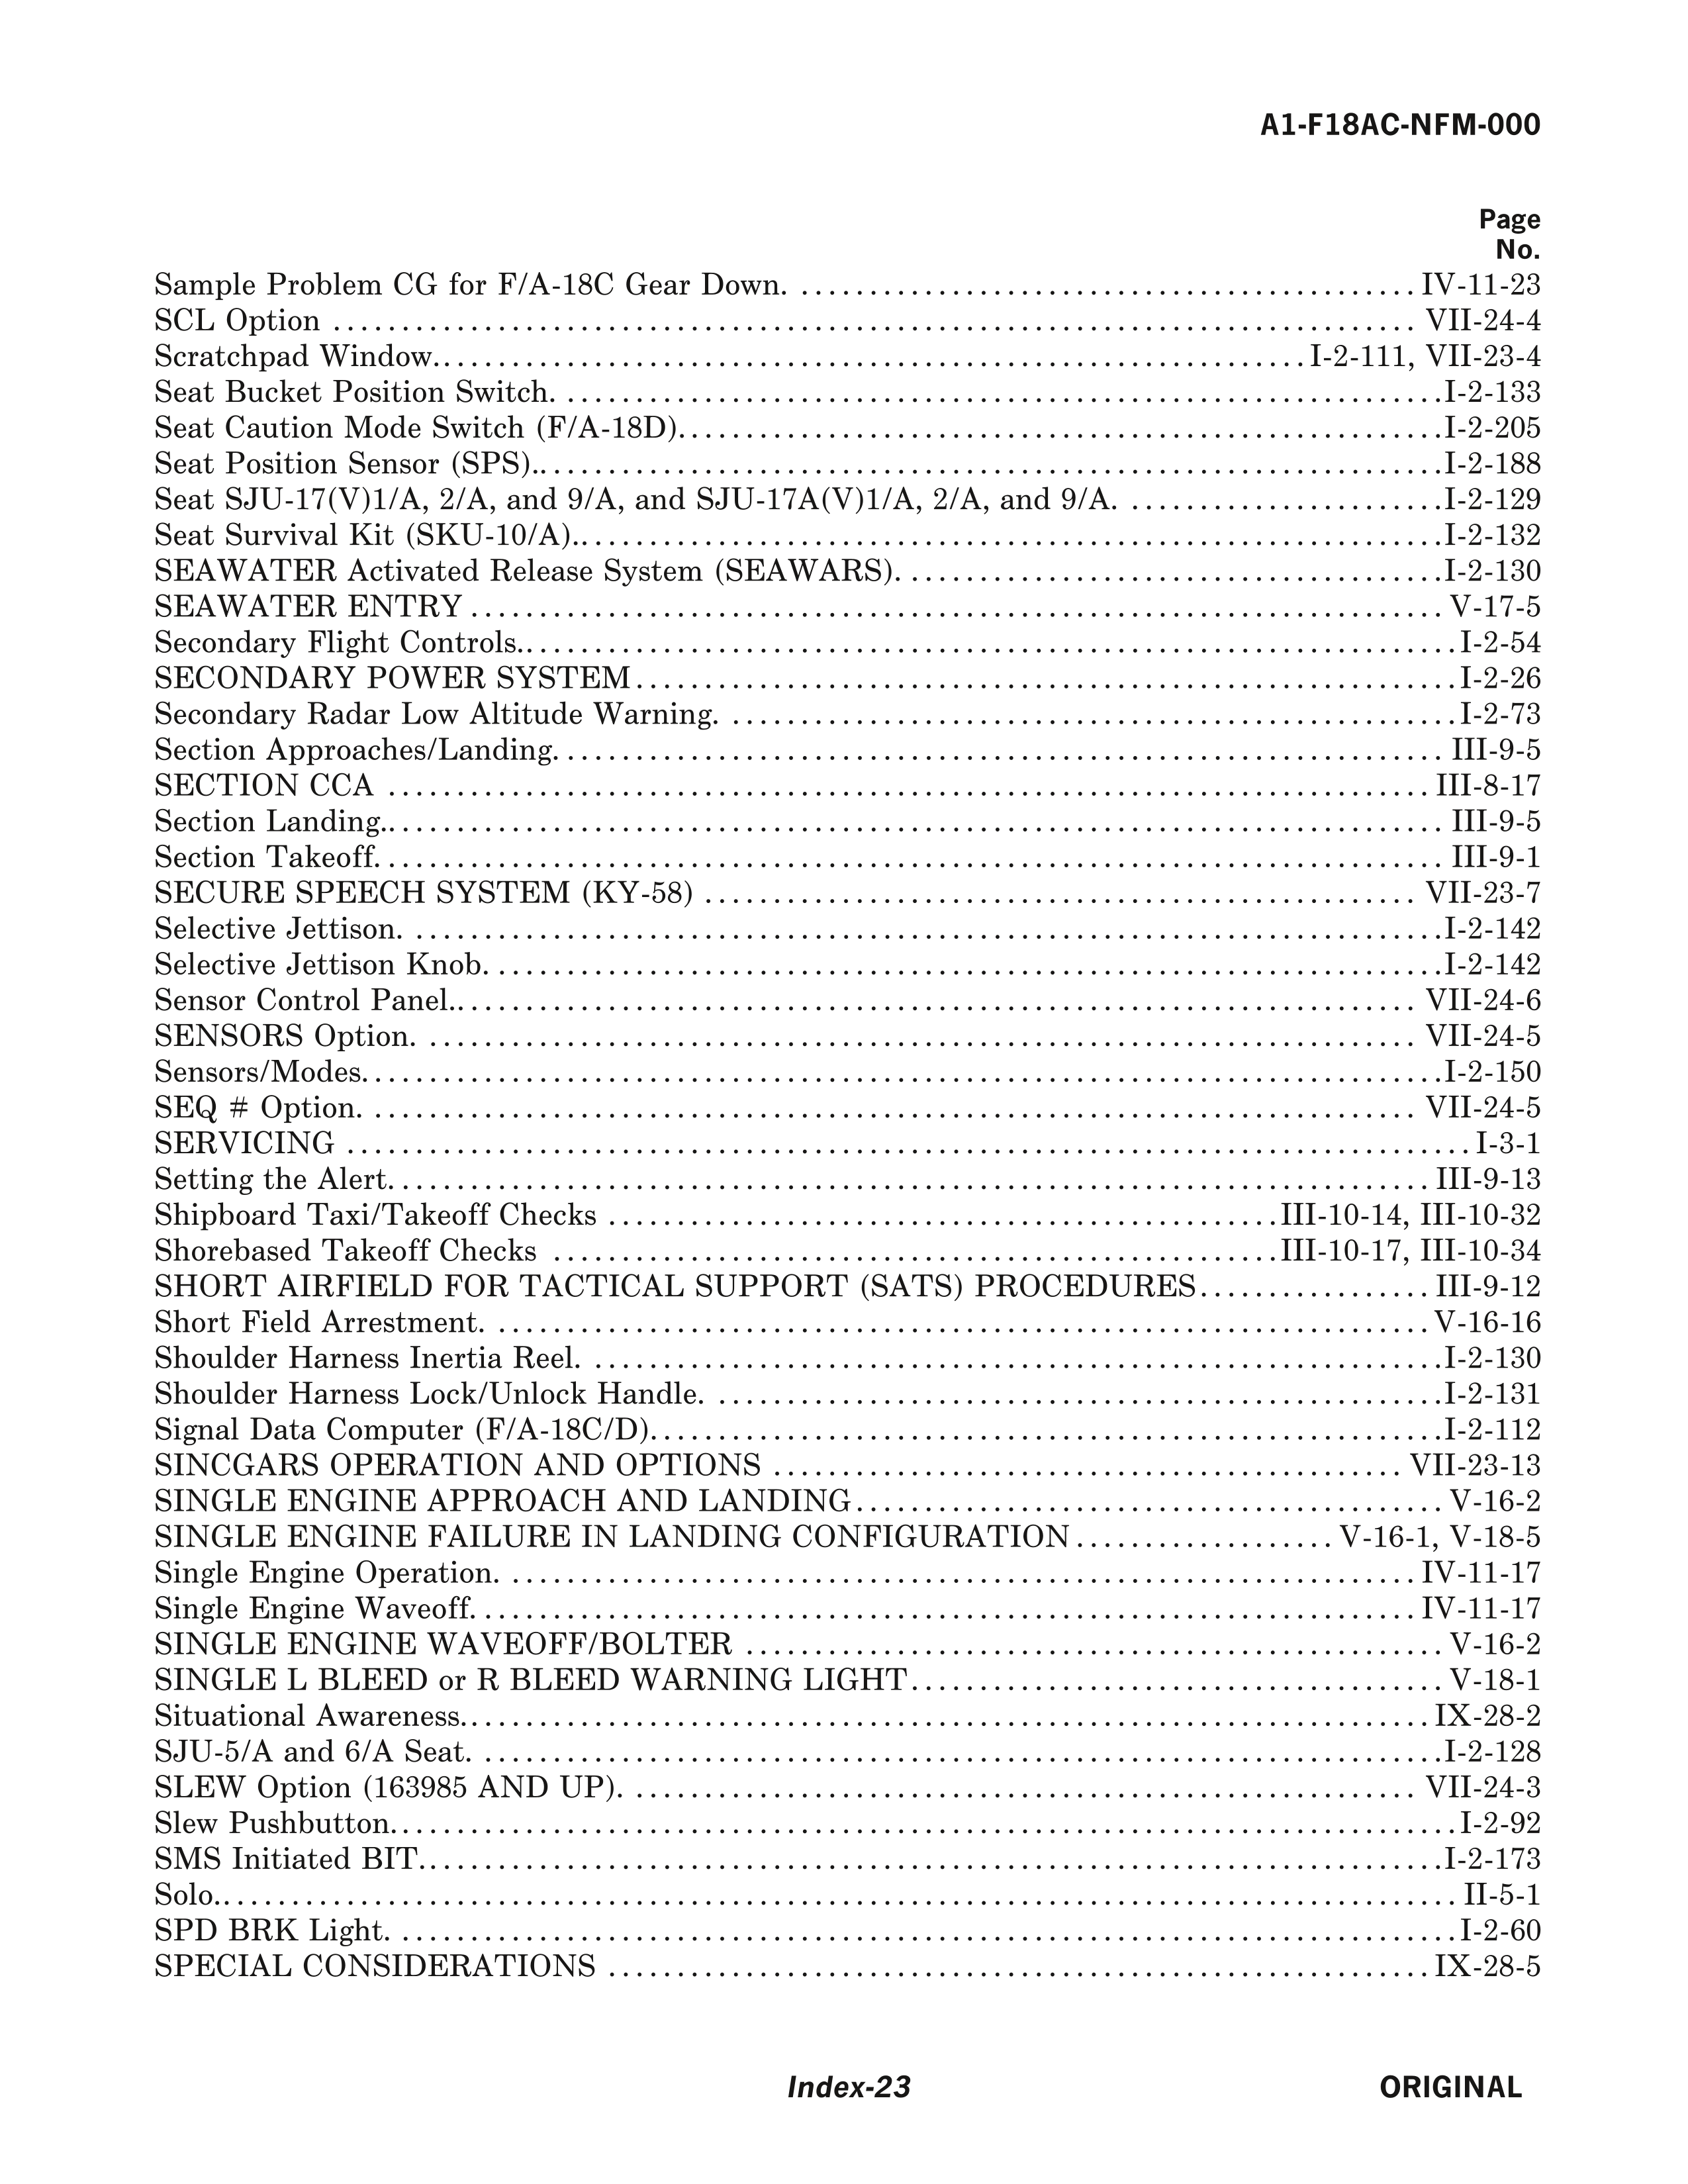 A1-F18AC-NFM-000
Page
No.
Sample Problem CG for F/A-18C Gear Down. .............................................. IV-11-23
SCL Option ............................................................................... VII-24-4
Scratchpad Window................................................................ I-2-111, VII-23-4
Seat Bucket Position Switch. ................................................................ I-2-133
Seat Caution Mode Switch (F/A-18D)........................................................ I-2-205
Seat Position Sensor (SPS)................................................................... I-2-188
Seat SJU-17(V)1/A, 2/A, and 9/A, and SJU-17A(V)1/A, 2/A, and 9/A. ....................... I-2-129
Seat Survival Kit (SKU-10/A)................................................................ I-2-132
SEAWATER Activated Release System (SEAWARS)........................................ I-2-130
SEAWATER ENTRY ....................................................................... V-17-5
Secondary Flight Controls.................................................................... I-2-54
SECONDARY POWER SYSTEM............................................................ I-2-26
Secondary Radar Low Altitude Warning. ..................................................... I-2-73
Section Approaches/Landing................................................................. III-9-5
SECTION CCA ............................................................................ III-8-17
Section Landing.............................................................................. III-9-5
Section Takeoff.............................................................................. III-9-1
SECURE SPEECH SYSTEM (KY-58) .................................................... VII-23-7
Selective Jettison. ........................................................................... I-2-142
Selective Jettison Knob...................................................................... I-2-142
Sensor Control Panel....................................................................... VII-24-6
SENSORS Option. ........................................................................ VII-24-5
Sensors/Modes............................................................................... I-2-150
SEQ # Option. ............................................................................ VII-24-5
SERVICING .................................................................................. I-3-1
Setting the Alert............................................................................ III-9-13
Shipboard Taxi/Takeoff Checks ................................................. III-10-14, III-10-32
Shorebased Takeoff Checks ..................................................... III-10-17, III-10-34
SHORT AIRFIELD FOR TACTICAL SUPPORT (SATS) PROCEDURES................. III-9-12
Short Field Arrestment. .................................................................... V-16-16
Shoulder Harness Inertia Reel. .............................................................. I-2-130
Shoulder Harness Lock/Unlock Handle. ..................................................... I-2-131
Signal Data Computer (F/A-18C/D).......................................................... I-2-112
SINCGARS OPERATION AND OPTIONS .............................................. VII-23-13
SINGLE ENGINE APPROACH AND LANDING........................................... V-16-2
SINGLE ENGINE FAILURE IN LANDING CONFIGURATION................... V-16-1, V-18-5
Single Engine Operation. .................................................................. IV-11-17
Single Engine Waveoff..................................................................... IV-11-17
SINGLE ENGINE WAVEOFF/BOLTER ................................................... V-16-2
SINGLE L BLEED or R BLEED WARNING LIGHT....................................... V-18-1
Situational Awareness....................................................................... IX-28-2
SJU-5/A and 6/A Seat. ...................................................................... I-2-128
SLEW Option (163985 AND UP). ......................................................... VII-24-3
Slew Pushbutton.............................................................................. I-2-92
SMS Initiated BIT........................................................................... I-2-173
Solo........................................................................................... II-5-1
SPD BRK Light. ............................................................................. I-2-60
SPECIAL CONSIDERATIONS ............................................................ IX-28-5
Index-23
ORIGINAL